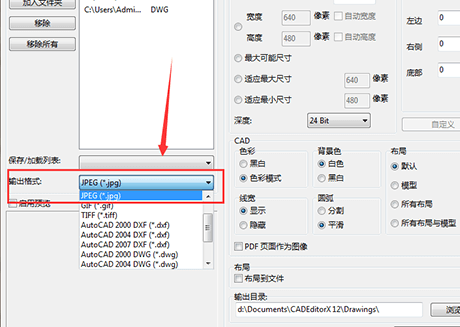 加入文件夹
移除
移除所有
C:\Users\Admi... DWG
保存/加载列表:
输出格式: JPEG (*.jpg)
JPEG (*.jpg)
GIF (*.gif)
TIFF (*.tiff)
AutoCAD 2000 DXF (*.dxf)
AutoCAD 2004 DXF (*.dxf)
AutoCAD 2007 DXF (*.dxf)
AutoCAD 2000 DWG (*.dwg)
AutoCAD 2004 DWG (*.dwg)
启用预览
宽度 640 像素 自动宽度
高度 480 像素 自动高度
最大可能尺寸
适应最大尺寸 640 像素
适应最小尺寸 480 像素
深度: 24 Bit
左边 0
右侧 0
底部 0
自定义
CAD
色彩
黑白
色彩模式
背景色
白色
黑白
布局
默认
模型
所有布局
所有布局与模型
线宽
显示
隐藏
圆弧
分割
平滑
PDF 页面作为图像
布局
布局到文件
输出目录:
d:\Documents\CADEditorX 12\Drawings\ 浏览